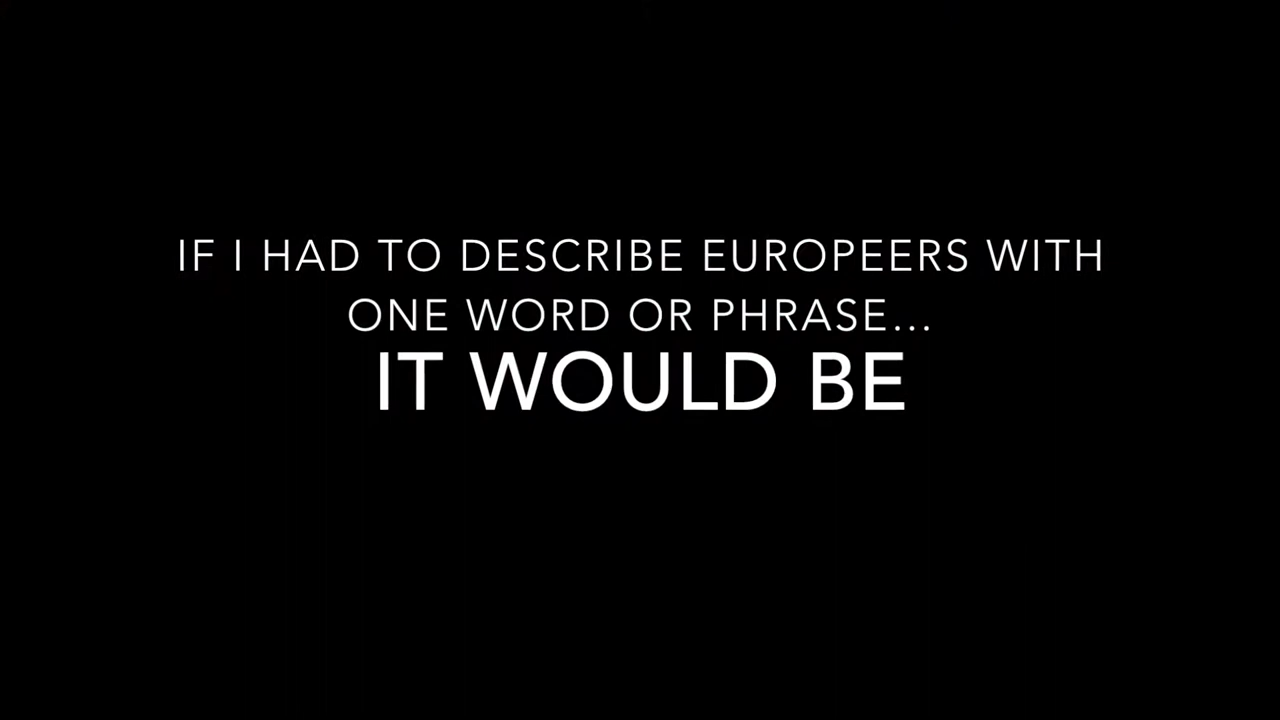 IF I HAD TO DESCRIBE EUROPEERS WITH
ONE WORD OR PHRASE...
IT WOULD BE